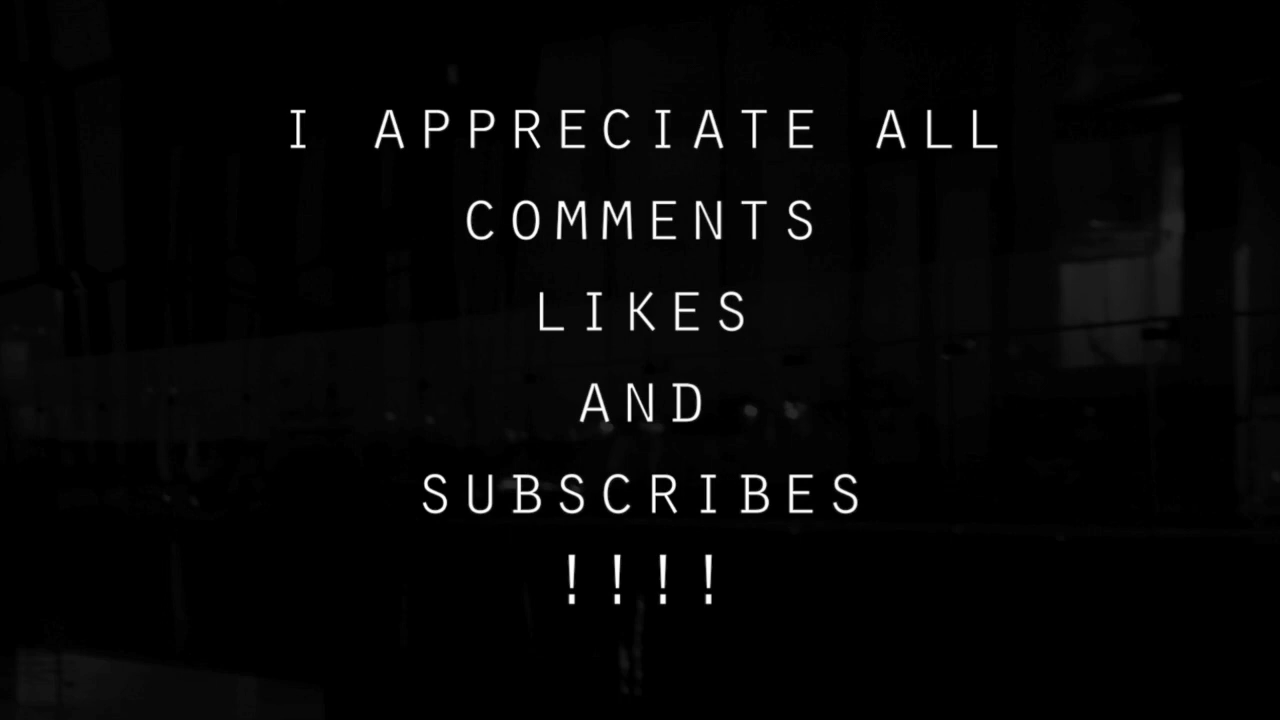 I APPRECIATE ALL
COMMENTS
LIKES
AND
SUBSCRIBES
!!!!